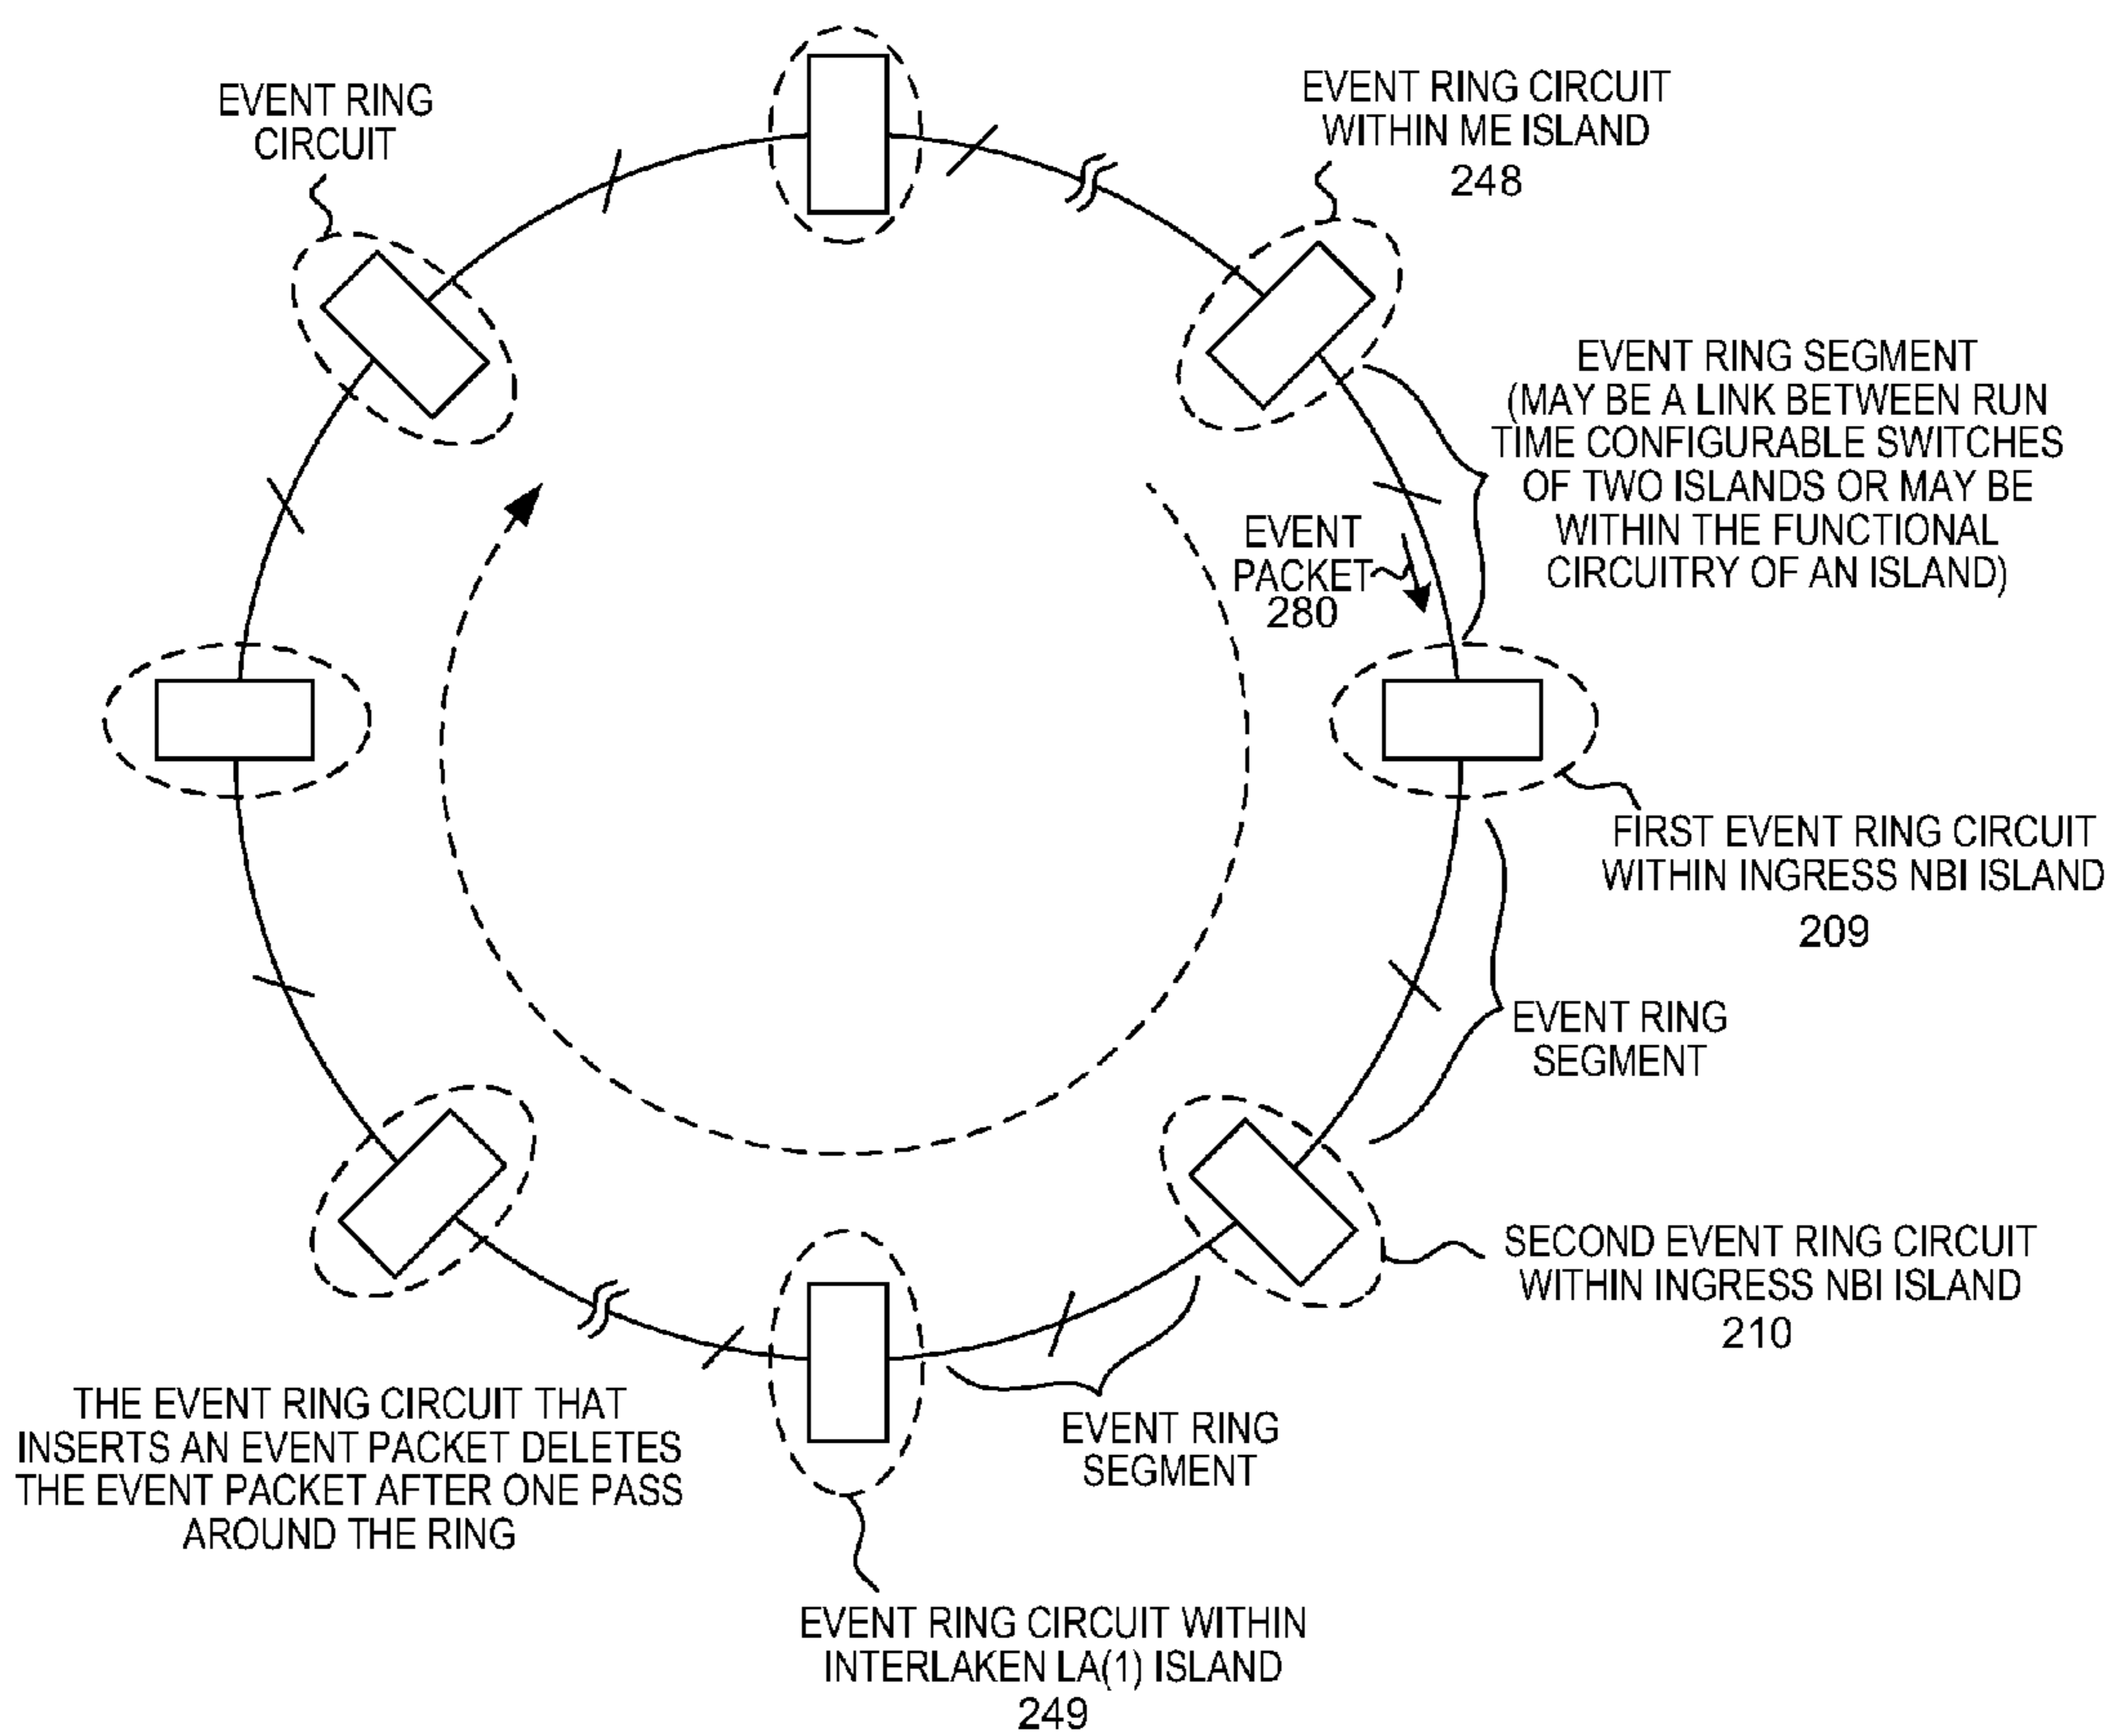 EVENT RING
CIRCUIT
EVENT RING CIRCUIT
WITHIN ME ISLAND
248
EVENT RING SEGMENT
(MAY BE A LINK BETWEEN RUN
TIME CONFIGURABLE SWITCHES
OF TWO ISLANDS OR MAY BE
WITHIN THE FUNCTIONAL
CIRCUITRY OF AN ISLAND)
EVENT
PACKET
280
FIRST EVENT RING CIRCUIT
WITHIN INGRESS NBI ISLAND
209
EVENT RING
SEGMENT
SECOND EVENT RING CIRCUIT
WITHIN INGRESS NBI ISLAND
210
THE EVENT RING CIRCUIT THAT
INSERTS AN EVENT PACKET DELETES
THE EVENT PACKET AFTER ONE PASS
AROUND THE RING
EVENT RING
SEGMENT
EVENT RING CIRCUIT WITHIN
INTERLAKEN LA(1) ISLAND
249